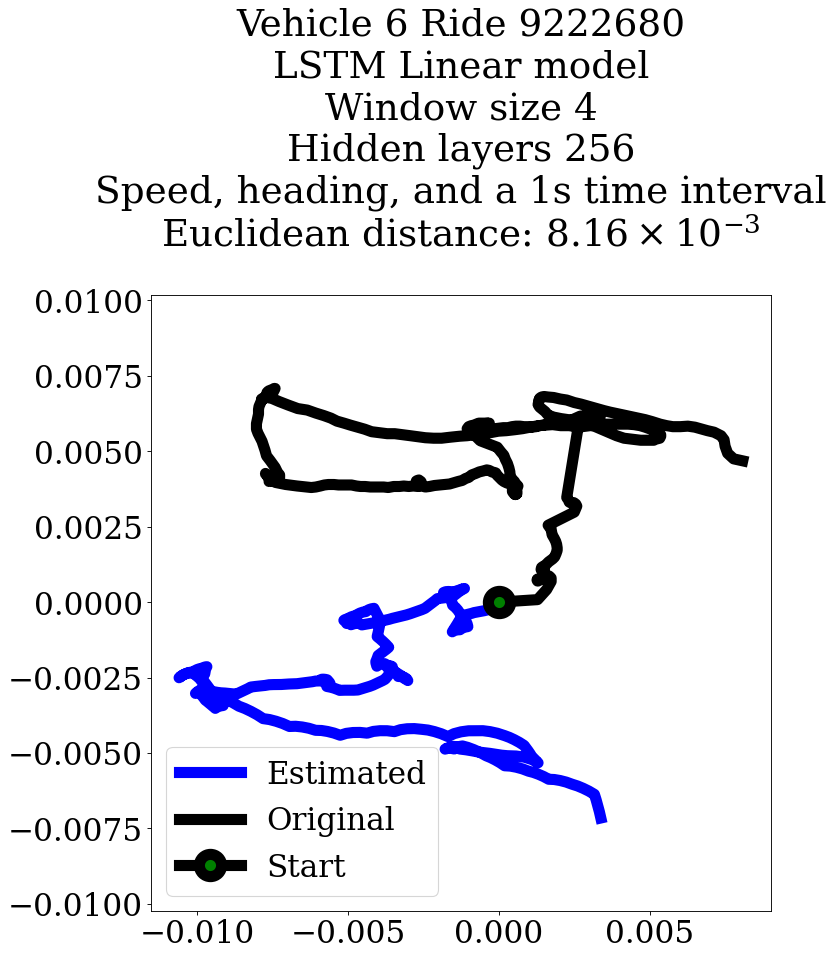 Vehicle 6 Ride 9222680
LSTM Linear model
Window size 4
Hidden layers 256
Speed, heading, and a 1s time interval
Euclidean distance: 8.16 × 10⁻³
0.0100
0.0075
0.0050
0.0025
0.0000
−0.0025
−0.0050
−0.0075
−0.0100
Estimated
Original
Start
−0.010 −0.005 0.000 0.005